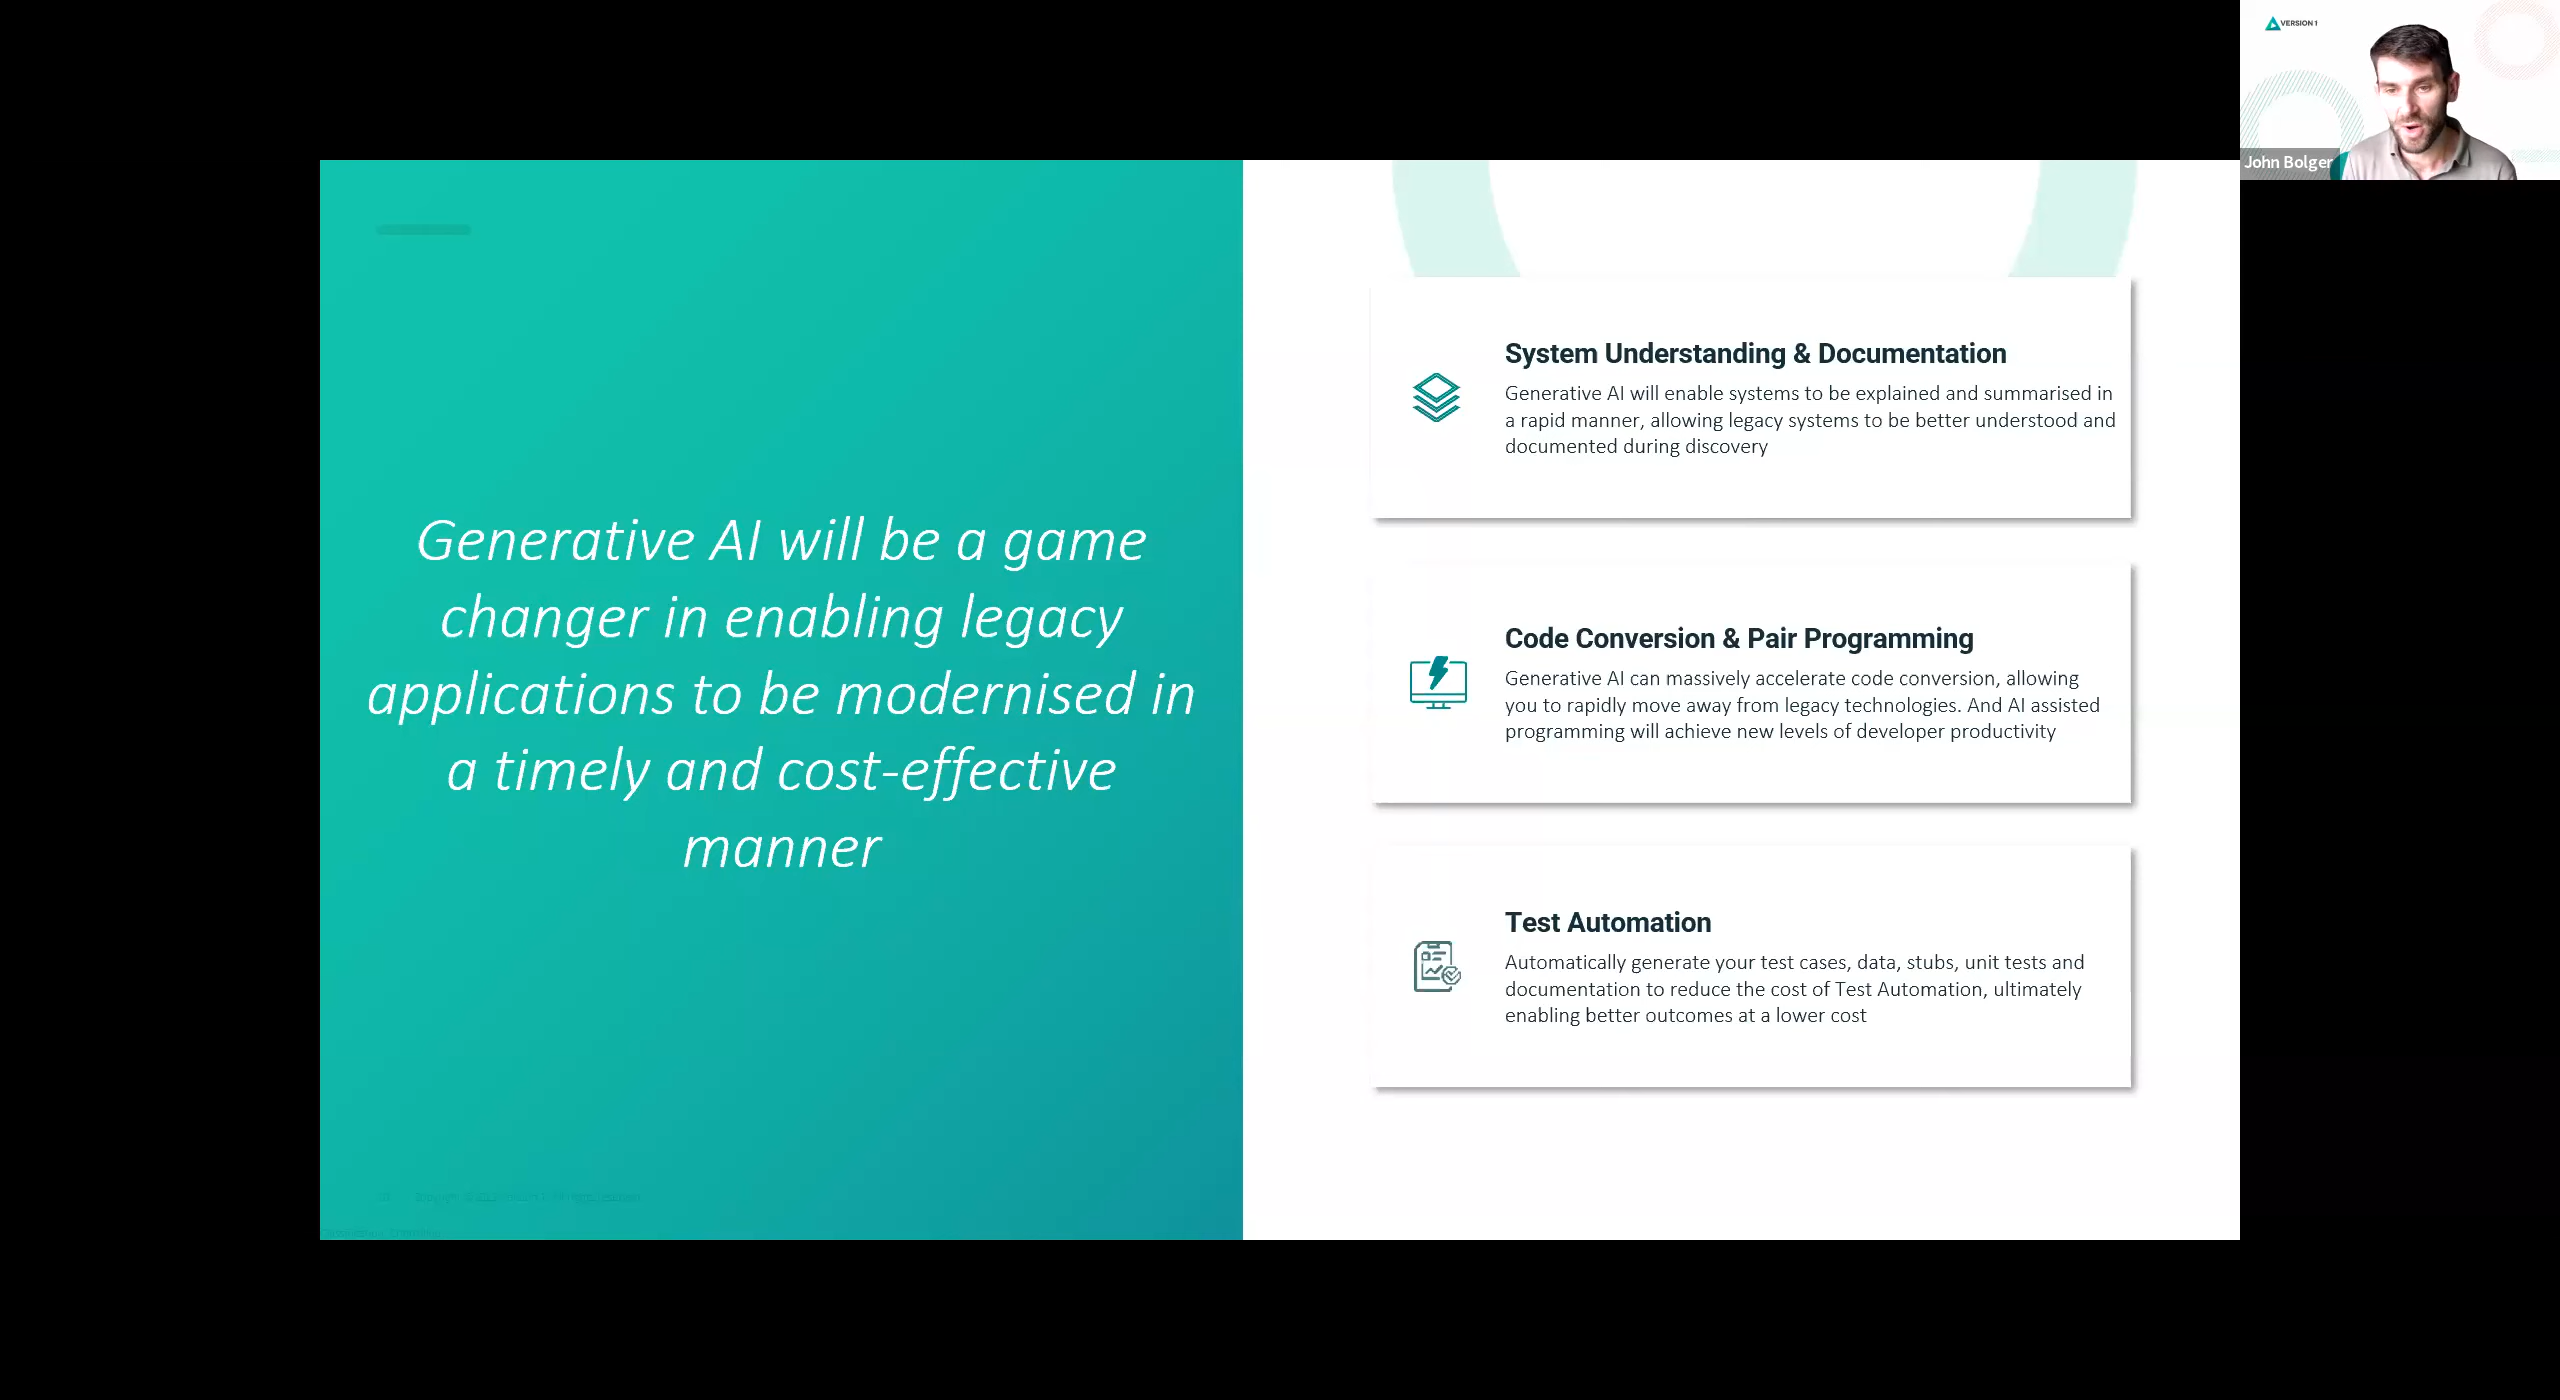 VERSION 1
John Bolger
Generative AI will be a game
changer in enabling legacy
applications to be modernised in
a timely and cost-effective
manner
System Understanding & Documentation
Generative AI will enable systems to be explained and summarised in
a rapid manner, allowing legacy systems to be better understood and
documented during discovery
Code Conversion & Pair Programming
Generative AI can massively accelerate code conversion, allowing
you to rapidly move away from legacy technologies. And AI assisted
programming will achieve new levels of developer productivity
Test Automation
Automatically generate your test cases, data, stubs, unit tests and
documentation to reduce the cost of Test Automation, ultimately
enabling better outcomes at a lower cost